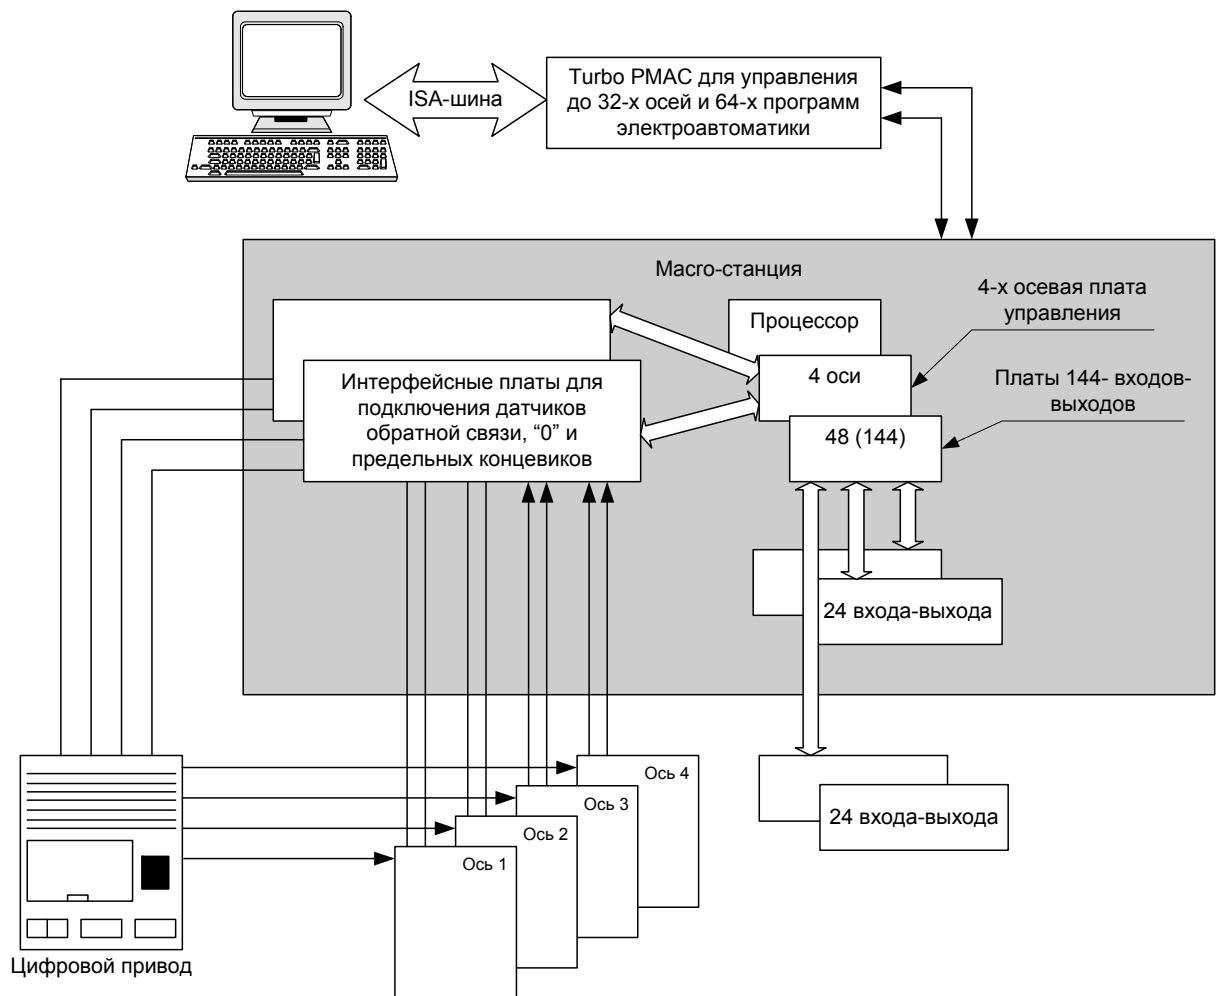 ISA-шина
Turbo PMAC для управления
до 32-х осей и 64-х программ
электроавтоматики
Macro-станция
4-х осевая плата
управления
Процессор
4 оси
Платы 144- входов-
выходов
48 (144)
Интерфейсные платы для
подключения датчиков
обратной связи, “0” и
предельных концевиков
24 входа-выхода
Ось 4
Ось 3
Ось 2
Ось 1
24 входа-выхода
Цифровой привод